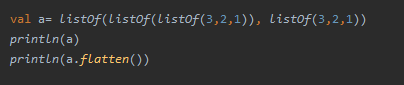 val a= listOf(listOf(listOf(3,2,1)), listOf(3,2,1))
println(a)
println(a.flatten())